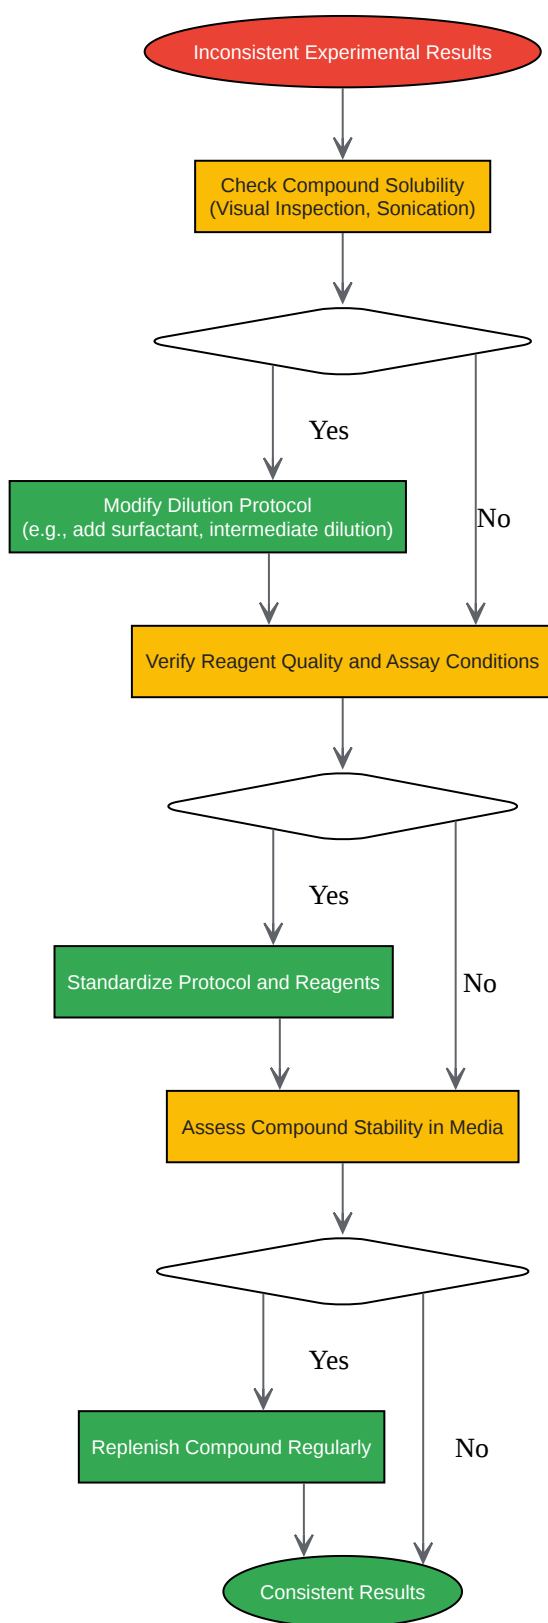 Inconsistent Experimental Results
Check Compound Solubility
(Visual Inspection, Sonication)
Yes
Modify Dilution Protocol
(e.g., add surfactant, intermediate dilution)
No
Verify Reagent Quality and Assay Conditions
Yes
Standardize Protocol and Reagents
No
Assess Compound Stability in Media
Yes
Replenish Compound Regularly
No
Consistent Results